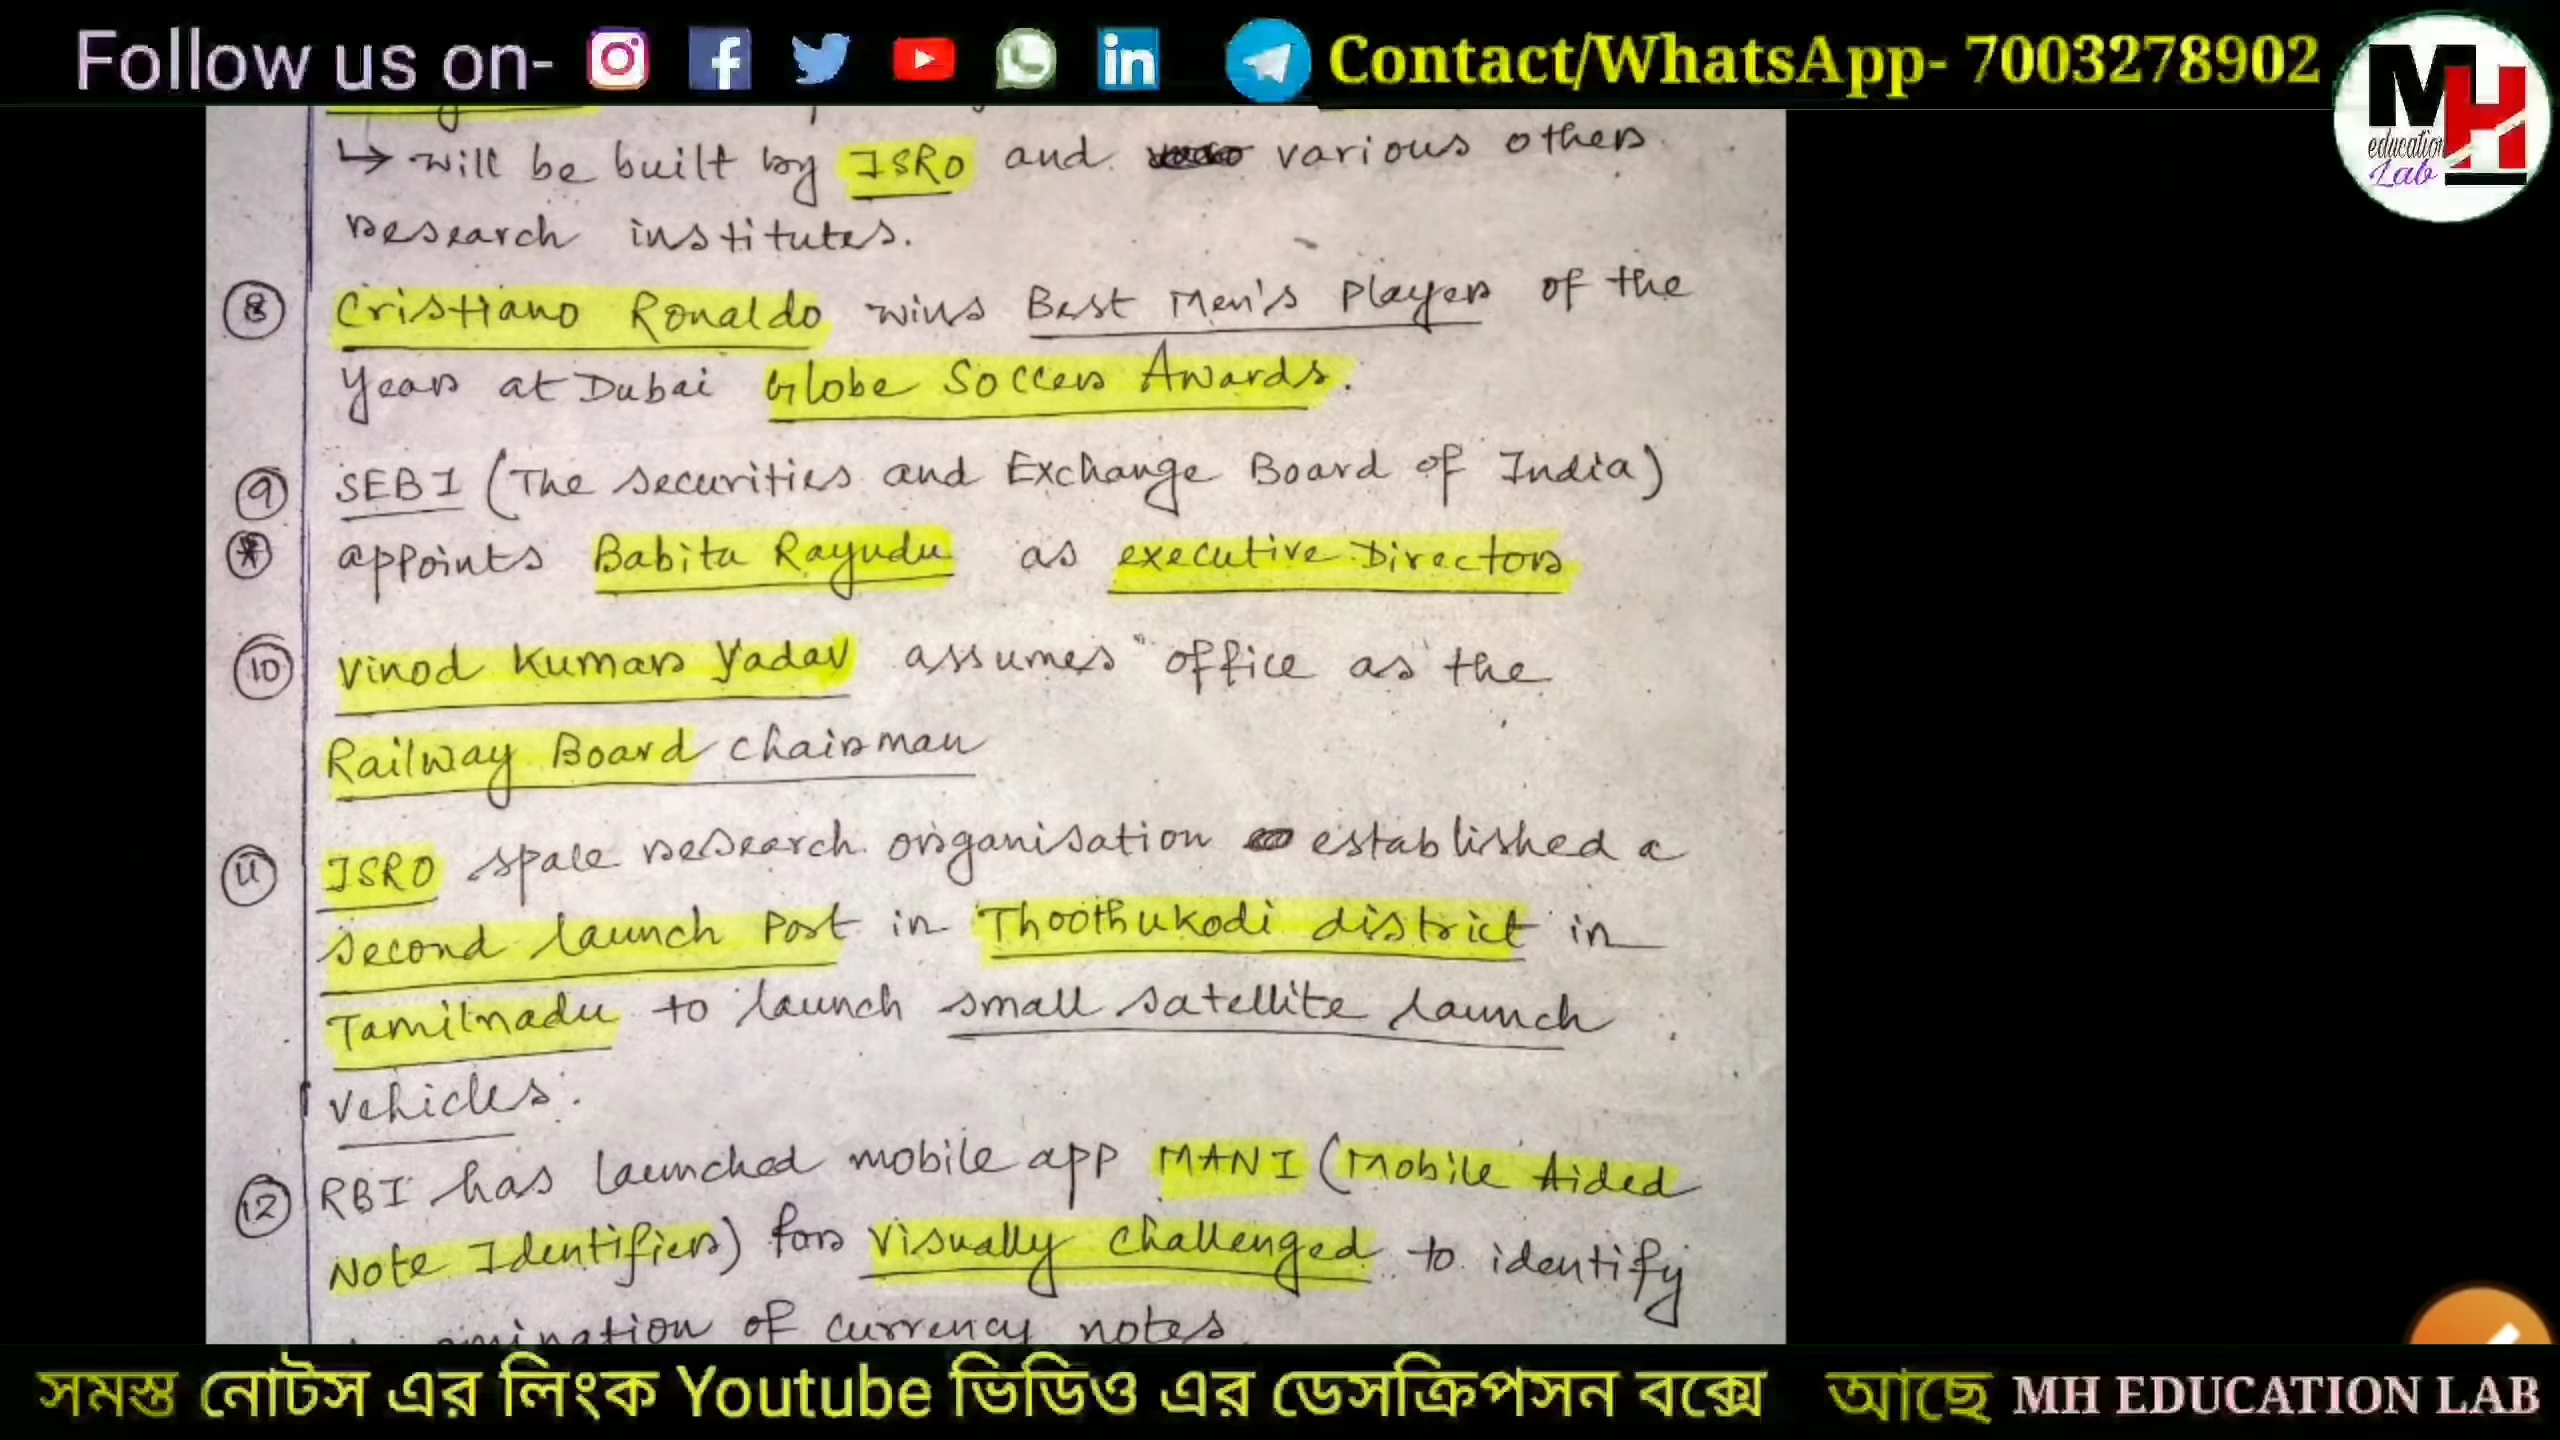 Follow us on- Contact/WhatsApp- 7003278902
MH
education
Lab
↳ will be built by ISRO and various other
research institutes.
⑧ Cristiano Ronaldo wins Best Men's Player of the
Year at Dubai Globe Soccer Awards.
⑨ SEBI (The securities and Exchange Board of India)
appoints Babita Rayudu as executive Director
⑩ Vinod Kumar Yadav assumes office as the
Railway Board chairman
⑪ ISRO space research organisation established a
second launch Port in Thoothukodi district in
Tamilnadu to launch small satellite launch
vehicles.
⑫ RBI has launched mobile app MANI (Mobile Aided
Note Identifier) for visually challenged to identify
of currency notes
সমস্ত নোটস এর লিংক Youtube ভিডিও এর ডেসক্রিপসন বক্সে আছে MH EDUCATION LAB